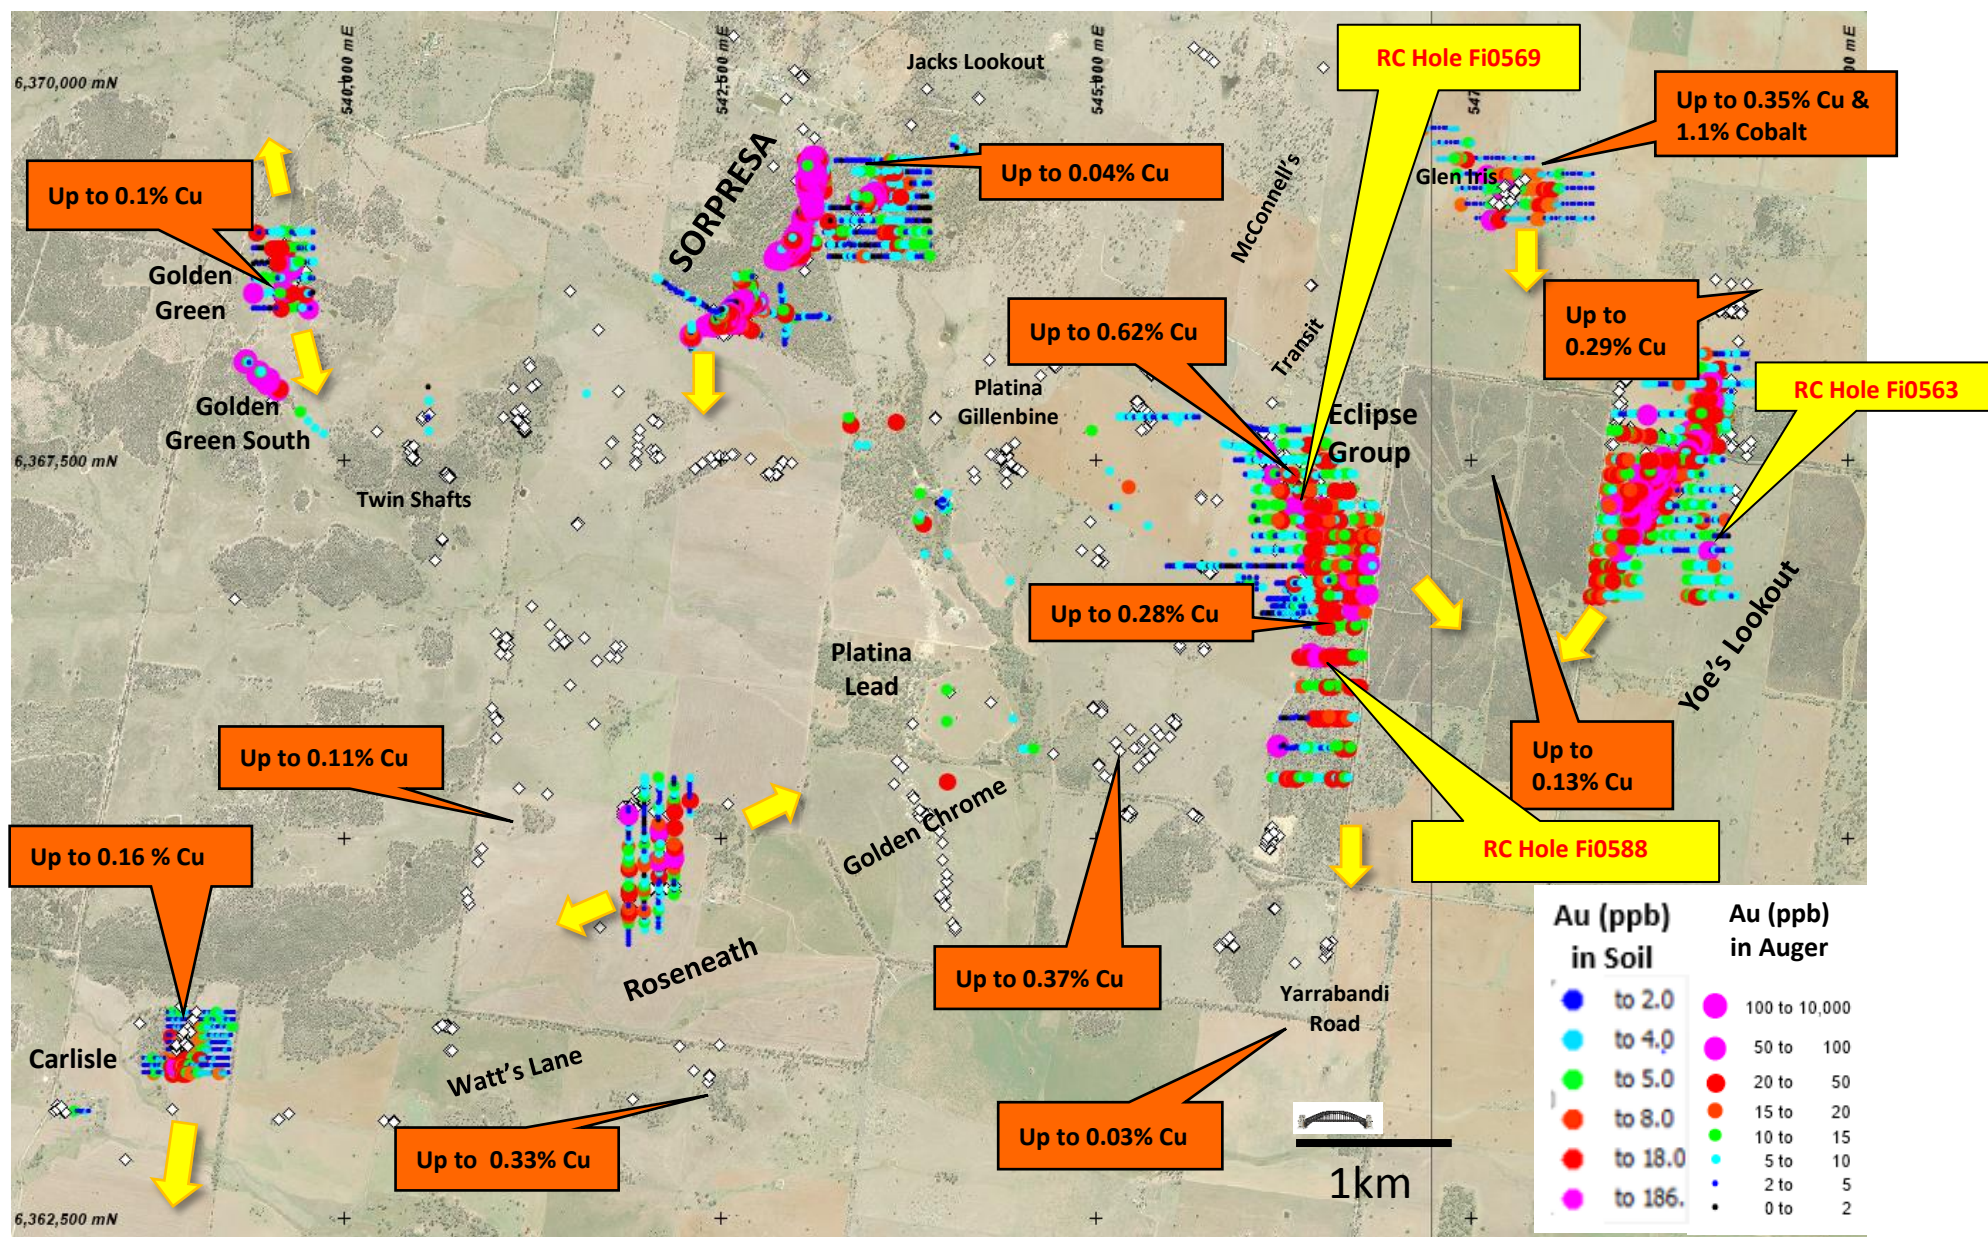 6,370,000 mN
540,000 mE
542,500 mE
545,000 mE
547
00 mE
Jacks Lookout
RC Hole Fi0569
Up to 0.35% Cu &
1.1% Cobalt
Up to 0.1% Cu
SORPRESA
Up to 0.04% Cu
McConnell's
Glen Iris
Golden
Green
Up to 0.62% Cu
Transit
Up to
0.29% Cu
Golden
Green South
Platina
Gillenbine
Eclipse
Group
RC Hole Fi0563
6,367,500 mN
Twin Shafts
Up to 0.28% Cu
Platina
Lead
Yoe's Lookout
Up to 0.11% Cu
Up to
0.13% Cu
Golden Chrome
Up to 0.16 % Cu
RC Hole Fi0588
Roseneath
Up to 0.37% Cu
Yarrabandi
Road
Carlisle
Watt's Lane
Up to 0.33% Cu
Up to 0.03% Cu
1km
6,362,500 mN
Au (ppb)
in Soil
to 2.0
to 4.0
to 5.0
to 8.0
to 18.0
to 186.
Au (ppb)
in Auger
100 to 10,000
50 to 100
20 to 50
15 to 20
10 to 15
5 to 10
2 to 5
0 to 2